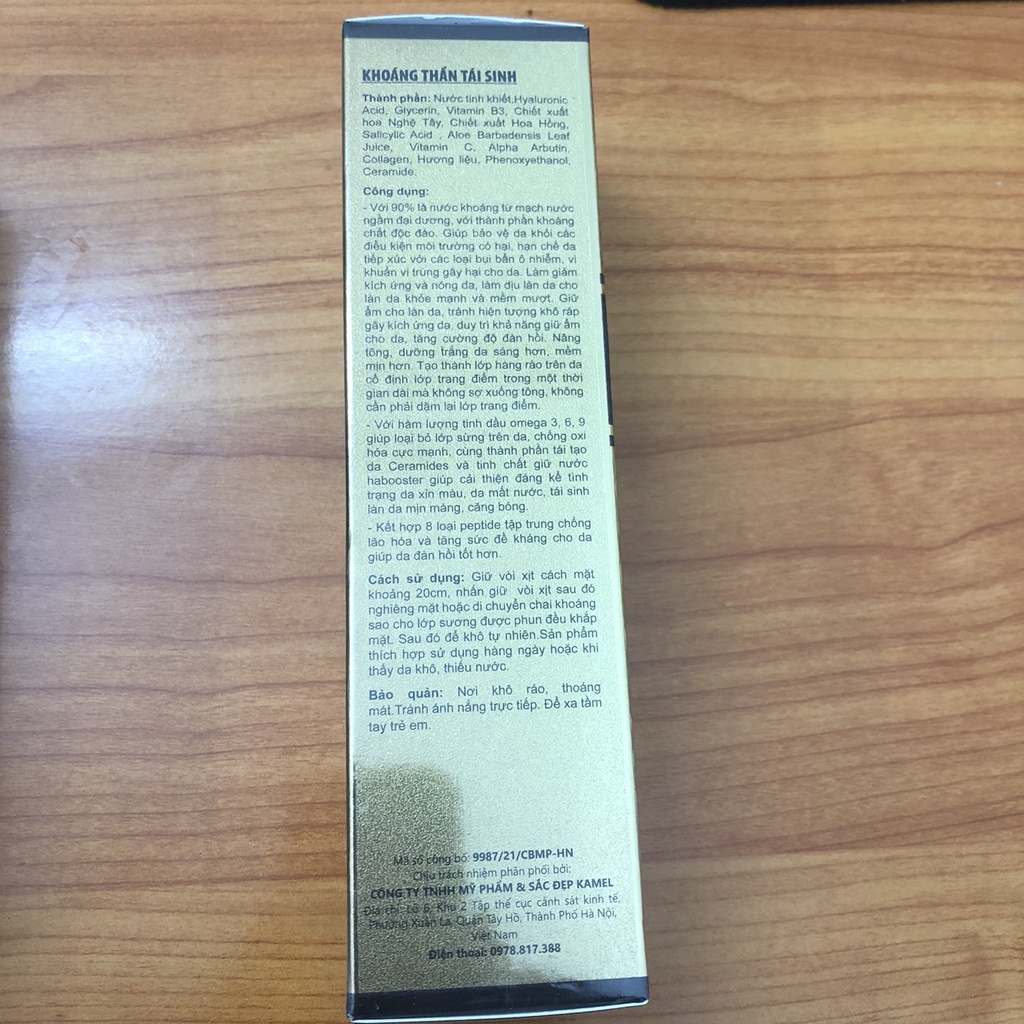 KHOÁNG THẦN TÁI SINH
Thành phần: Nước tinh khiết,Hyaluronic
Acid, Glycerin, Vitamin B3, Chiết xuất
hoa Nghệ Tây, Chiết xuất Hoa Hồng,
Salicylic Acid , Aloe Barbadensis Leaf
Juice, Vitamin C, Alpha Arbutin,
Collagen, Hương liệu, Phenoxyethanol,
Ceramide.
Công dụng:
- Với 90% là nước khoáng từ mạch nước
ngầm đại dương, với thành phần khoáng
chất độc đáo. Giúp bảo vệ da khỏi các
điều kiện môi trường có hại, hạn chế da
tiếp xúc với các loại bụi bẩn ô nhiễm, vi
khuẩn vi trùng gây hại cho da. Làm giảm
kích ứng và nóng da, làm dịu làn da cho
làn da khỏe mạnh và mềm mượt. Giữ
ẩm cho làn da, tránh hiện tượng khô ráp
gây kích ứng da, duy trì khả năng giữ ẩm
cho da, tăng cường độ đàn hồi. Nâng
tông, dưỡng trắng da sáng hơn, mềm
mịn hơn. Tạo thành lớp hàng rào trên da
cố định lớp trang điểm trong một thời
gian dài mà không sợ xuống tông, không
cần phải dặm lại lớp trang điểm.
- Với hàm lượng tinh dầu omega 3, 6, 9
giúp loại bỏ lớp sừng trên da, chống oxi
hóa cực mạnh, cùng thành phần tái tạo
da Ceramides và tinh chất giữ nước
habooster giúp cải thiện đáng kể tình
trạng da xỉn màu, da mất nước, tái sinh
làn da mịn màng, căng bóng.
- Kết hợp 8 loại peptide tập trung chống
lão hóa và tăng sức đề kháng cho da
giúp da đàn hồi tốt hơn.
Cách sử dụng: Giữ vòi xịt cách mặt
khoảng 20cm, nhấn giữ vòi xịt sau đó
nghiêng mặt hoặc di chuyển chai khoáng
sao cho lớp sương được phun đều khắp
mặt. Sau đó để khô tự nhiên.Sản phẩm
thích hợp sử dụng hàng ngày hoặc khi
thấy da khô, thiếu nước.
Bảo quản: Nơi khô ráo, thoáng
mát.Tránh ánh nắng trực tiếp. Để xa tầm
tay trẻ em.
Mã số công bố: 9987/21/CBMP-HN
Chịu trách nhiệm phân phối bởi:
CÔNG TY TNHH MỸ PHẨM & SẮC ĐẸP KAMEL
Địa chỉ: Lô 6, Khu 2 Tập thể cục cảnh sát kinh tế,
Phường Xuân La, Quận Tây Hồ, Thành Phố Hà Nội,
Việt Nam
Điện thoại: 0978.817.388